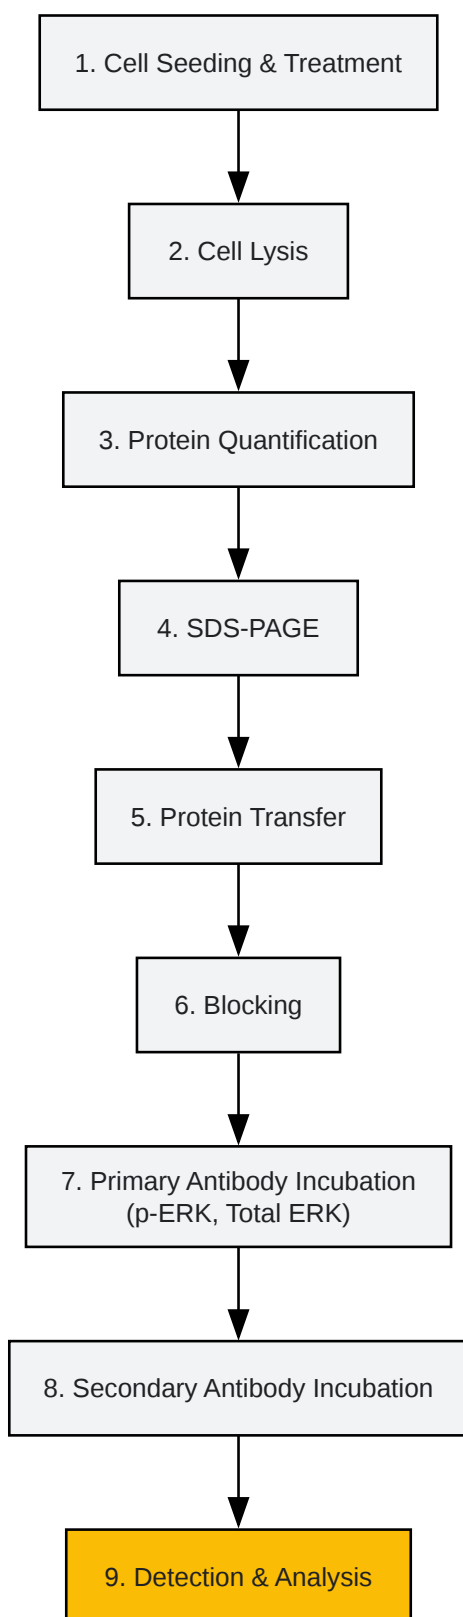 1. Cell Seeding & Treatment
2. Cell Lysis
3. Protein Quantification
4. SDS-PAGE
5. Protein Transfer
6. Blocking
7. Primary Antibody Incubation
(p-ERK, Total ERK)
8. Secondary Antibody Incubation
9. Detection & Analysis